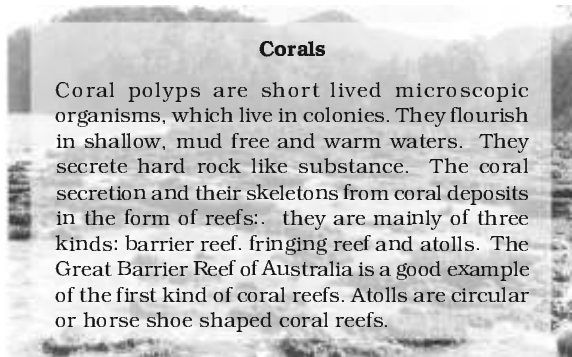 Corals
Coral polyps are short lived microscopic
organisms, which live in colonies. They flourish
in shallow, mud free and warm waters. They
secrete hard rock like substance. The coral
secretion and their skeletons from coral deposits
in the form of reefs:. they are mainly of three
kinds: barrier reef. fringing reef and atolls. The
Great Barrier Reef of Australia is a good example
of the first kind of coral reefs. Atolls are circular
or horse shoe shaped coral reefs.